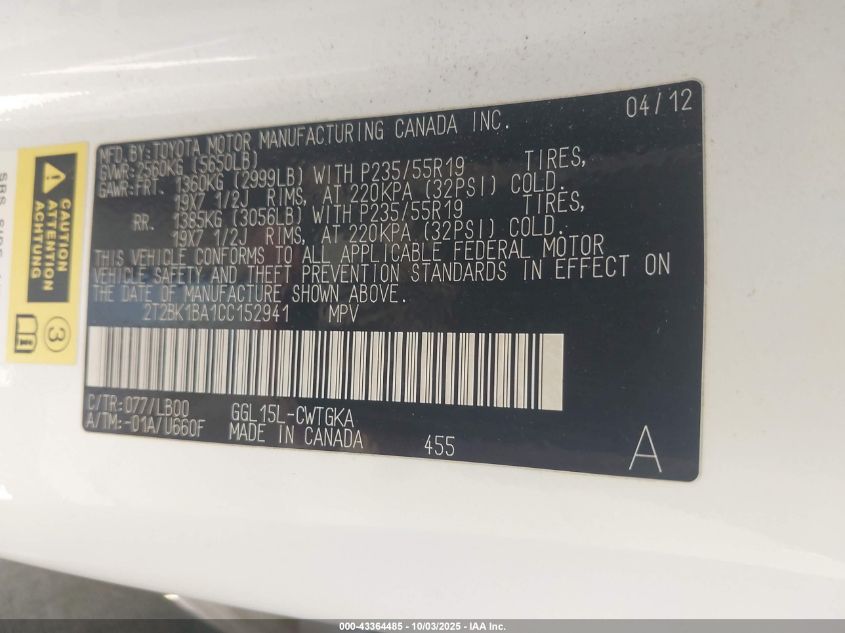 04/12
MFD.BY:TOYOTA MOTOR MANUFACTURING CANADA INC.
GVWR:2560KG (5650LB)
GAWR:FRT. 1360KG (2999LB) WITH P235/55R19 TIRES,
19X7 1/2J RIMS, AT 220KPA (32PSI) COLD.
RR. 1385KG (3056LB) WITH P235/55R19 TIRES,
19X7 1/2J RIMS, AT 220KPA (32PSI) COLD.
THIS VEHICLE CONFORMS TO ALL APPLICABLE FEDERAL MOTOR
VEHICLE SAFETY AND THEFT PREVENTION STANDARDS IN EFFECT ON
THE DATE OF MANUFACTURE SHOWN ABOVE.
2T2BK1BA1CC152941 MPV
C/TR:077/LB00 GGL15L-CWTGKA
A/TM:-01A/U660F MADE IN CANADA 455
A
CAUTION
ATTENTION
ACHTUNG
3
000-43364485 - 10/03/2025 - IAA Inc.